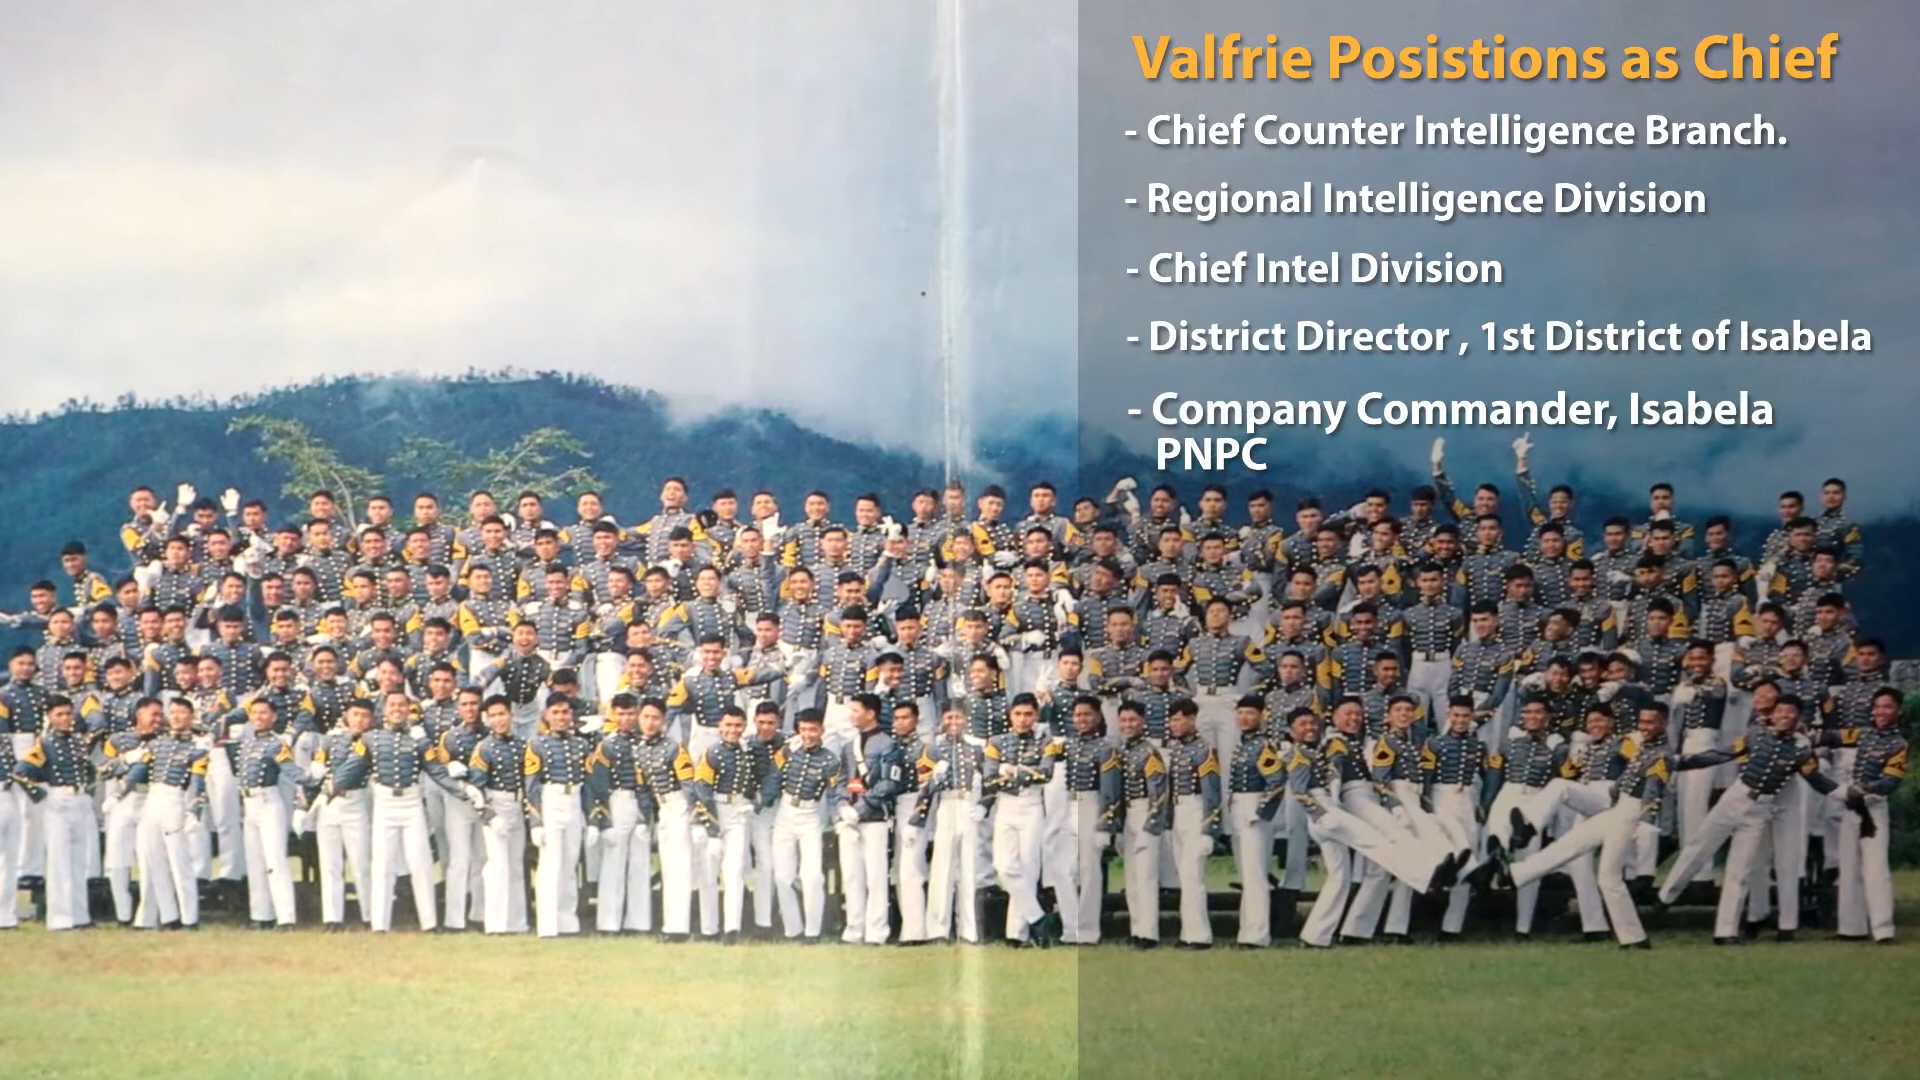 Valfrie Posistions as Chief
- Chief Counter Intelligence Branch.
- Regional Intelligence Division
- Chief Intel Division
- District Director , 1st District of Isabela
- Company Commander, Isabela
PNPC